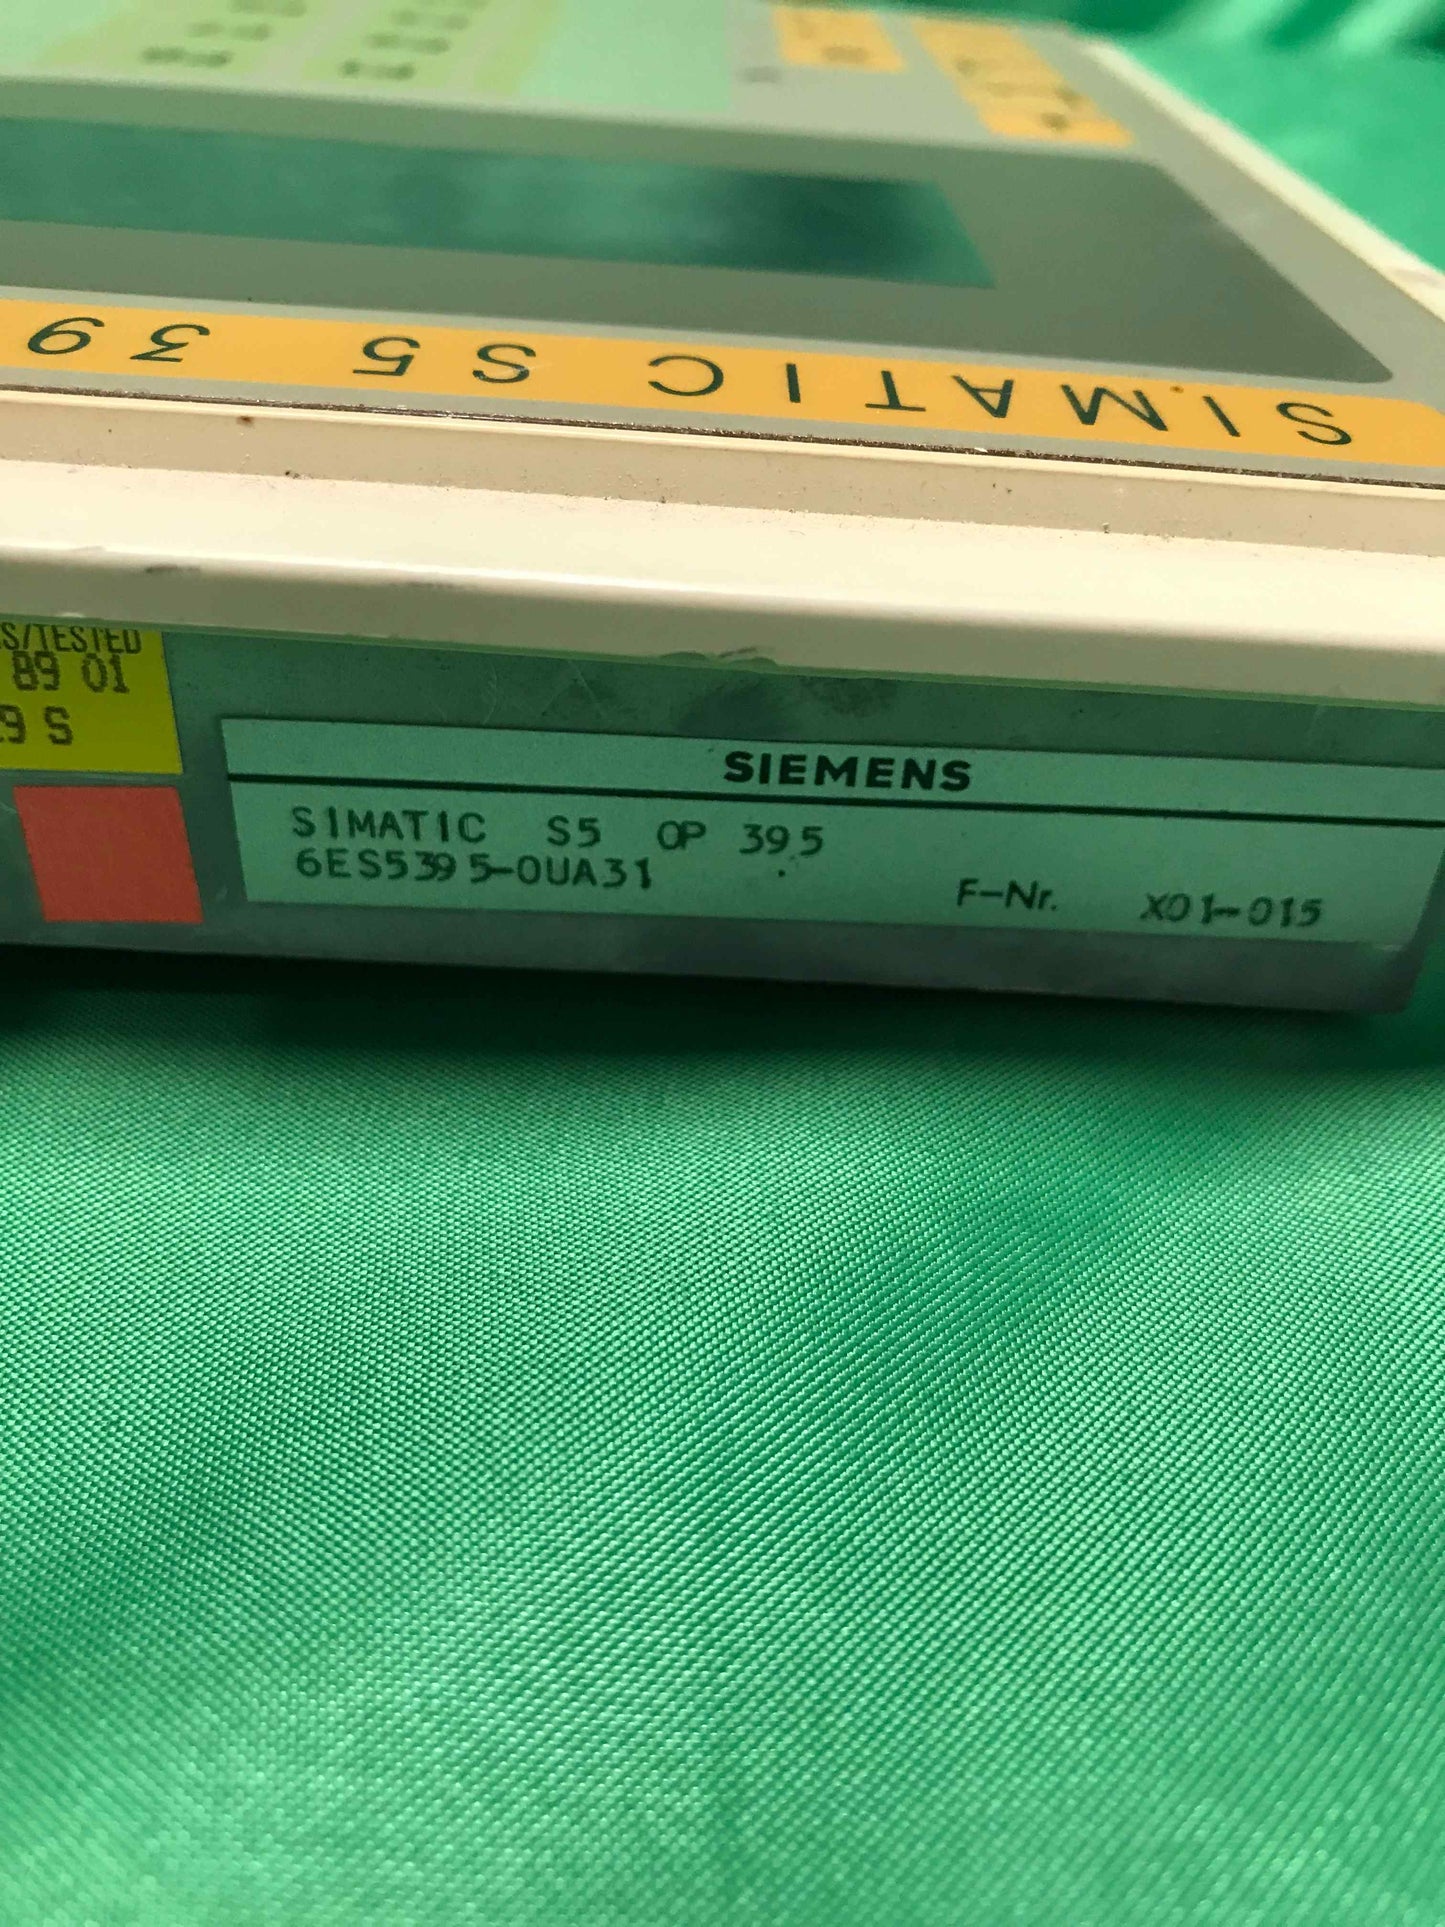 SIMATIC S5 39
S/TESTED
89 01
9 S
SIEMENS
SIMATIC S5 OP 395
6ES5395-0UA31
F-Nr. X01-015